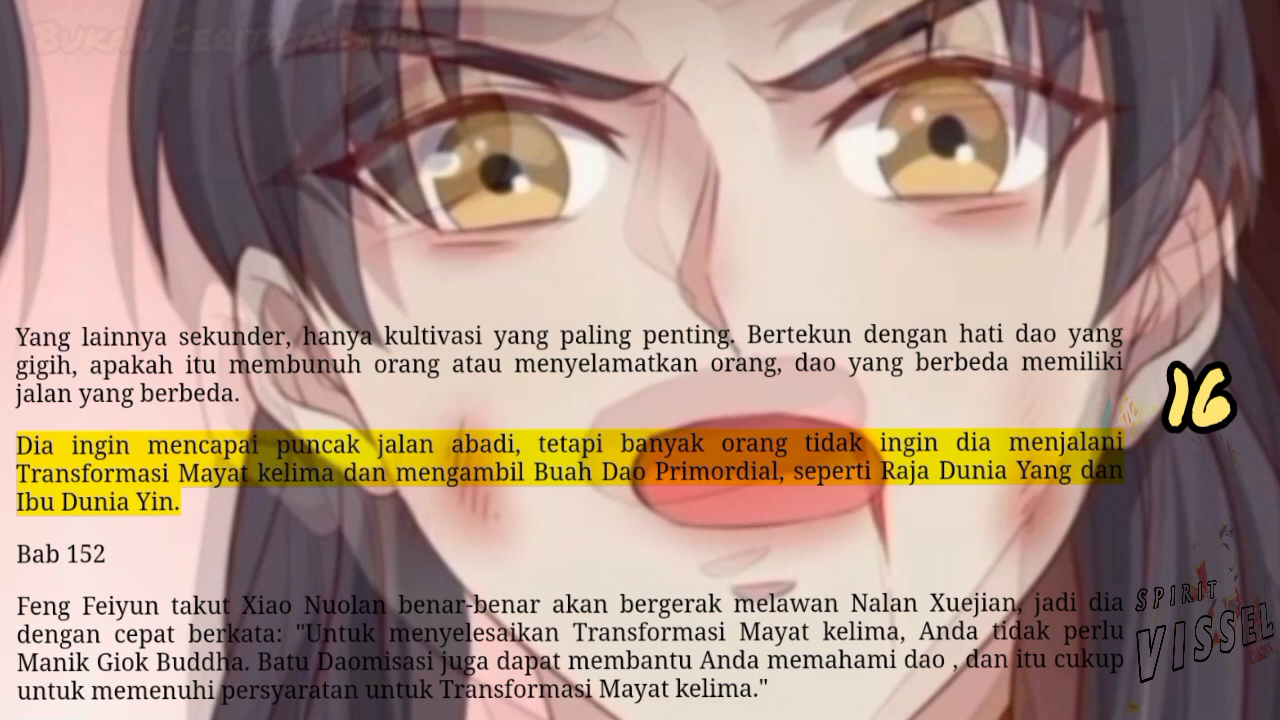 BUKAN CERITA
Yang lainnya sekunder, hanya kultivasi yang paling penting. Bertekun dengan hati dao yang
gigih, apakah itu membunuh orang atau menyelamatkan orang, dao yang berbeda memiliki
jalan yang berbeda.
Dia ingin mencapai puncak jalan abadi, tetapi banyak orang tidak ingin dia menjalani
Transformasi Mayat kelima dan mengambil Buah Dao Primordial, seperti Raja Dunia Yang dan
Ibu Dunia Yin.
Bab 152
Feng Feiyun takut Xiao Nuolan benar-benar akan bergerak melawan Nalan Xuejian, jadi dia
dengan cepat berkata: "Untuk menyelesaikan Transformasi Mayat kelima, Anda tidak perlu
Manik Giok Buddha. Batu Daomisasi juga dapat membantu Anda memahami dao , dan itu cukup
untuk memenuhi persyaratan untuk Transformasi Mayat kelima."
16
SPIRIT
VISSEL